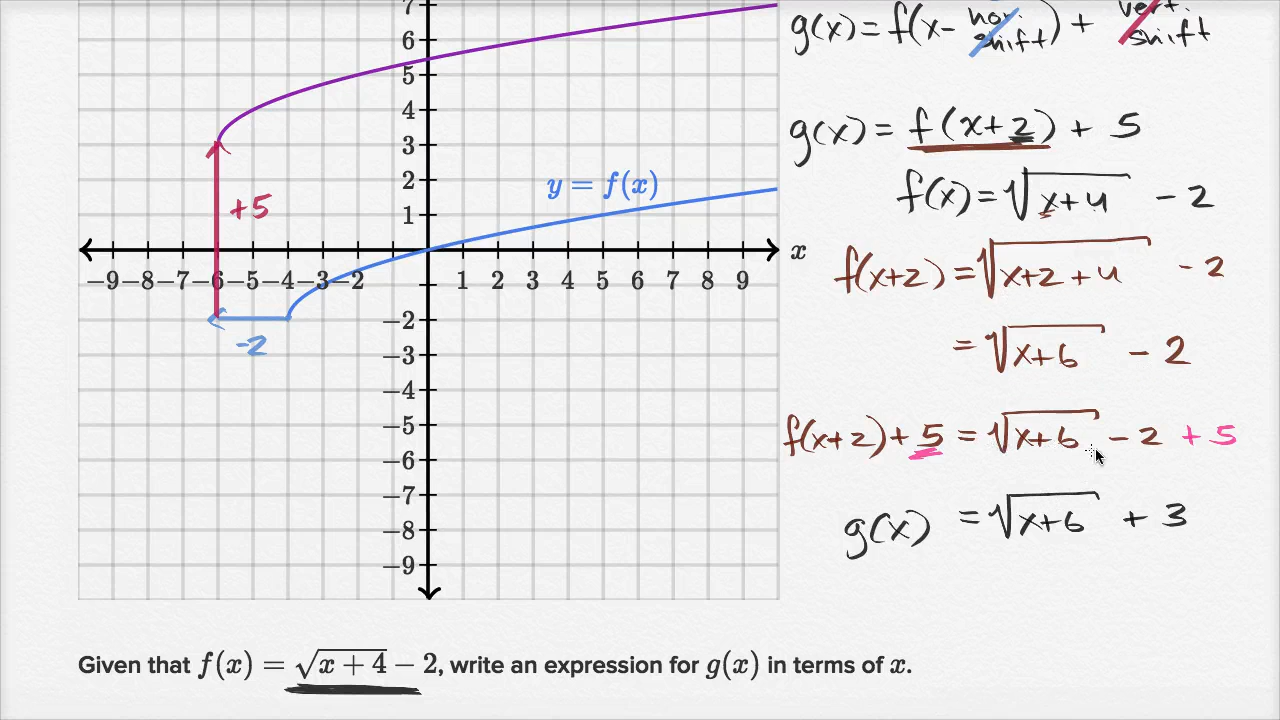 7
6
5
4
3
2
1
y = f(x)
+5
x
−9 −8 −7 −6 −5 −4 −3 −2 1 2 3 4 5 6 7 8 9
−2
−3
−4
−5
−6
−7
−8
−9
-2
g(x) = f(x- hor. shift) + vert. shift
g(x) = f(x+2) + 5
f(x) = √x+4 - 2
f(x+2) = √x+2+4 - 2
= √x+6 - 2
f(x+2)+5 = √x+6 - 2 + 5
g(x) = √x+6 + 3
Given that f(x) = √x + 4 − 2, write an expression for g(x) in terms of x.